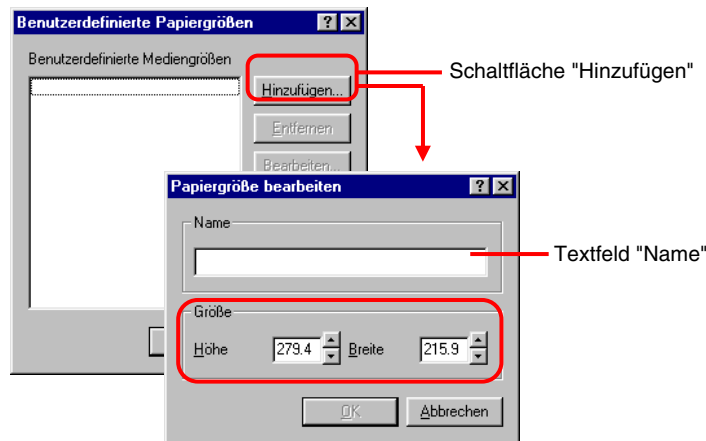 Benutzerdefinierte Papiergrößen
Benutzerdefinierte Mediengrößen
Hinzufügen...
Schaltfläche "Hinzufügen"
Entfernen
Bearbeiten...
Papiergröße bearbeiten
Name
Textfeld "Name"
Größe
Höhe 279.4 Breite 215.9
OK Abbrechen